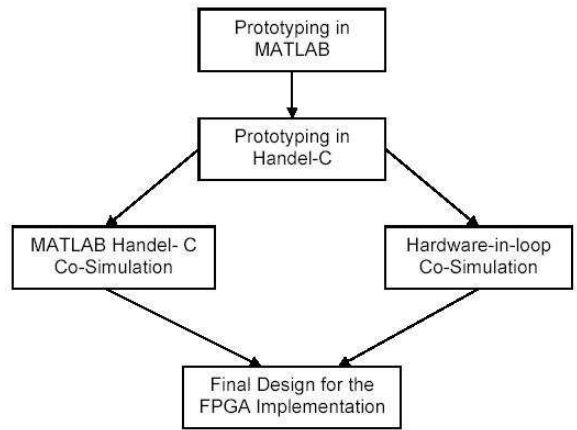 Prototyping in
MATLAB
Prototyping in
Handel-C
MATLAB Handel- C
Co-Simulation
Hardware-in-loop
Co-Simulation
Final Design for the
FPGA Implementation